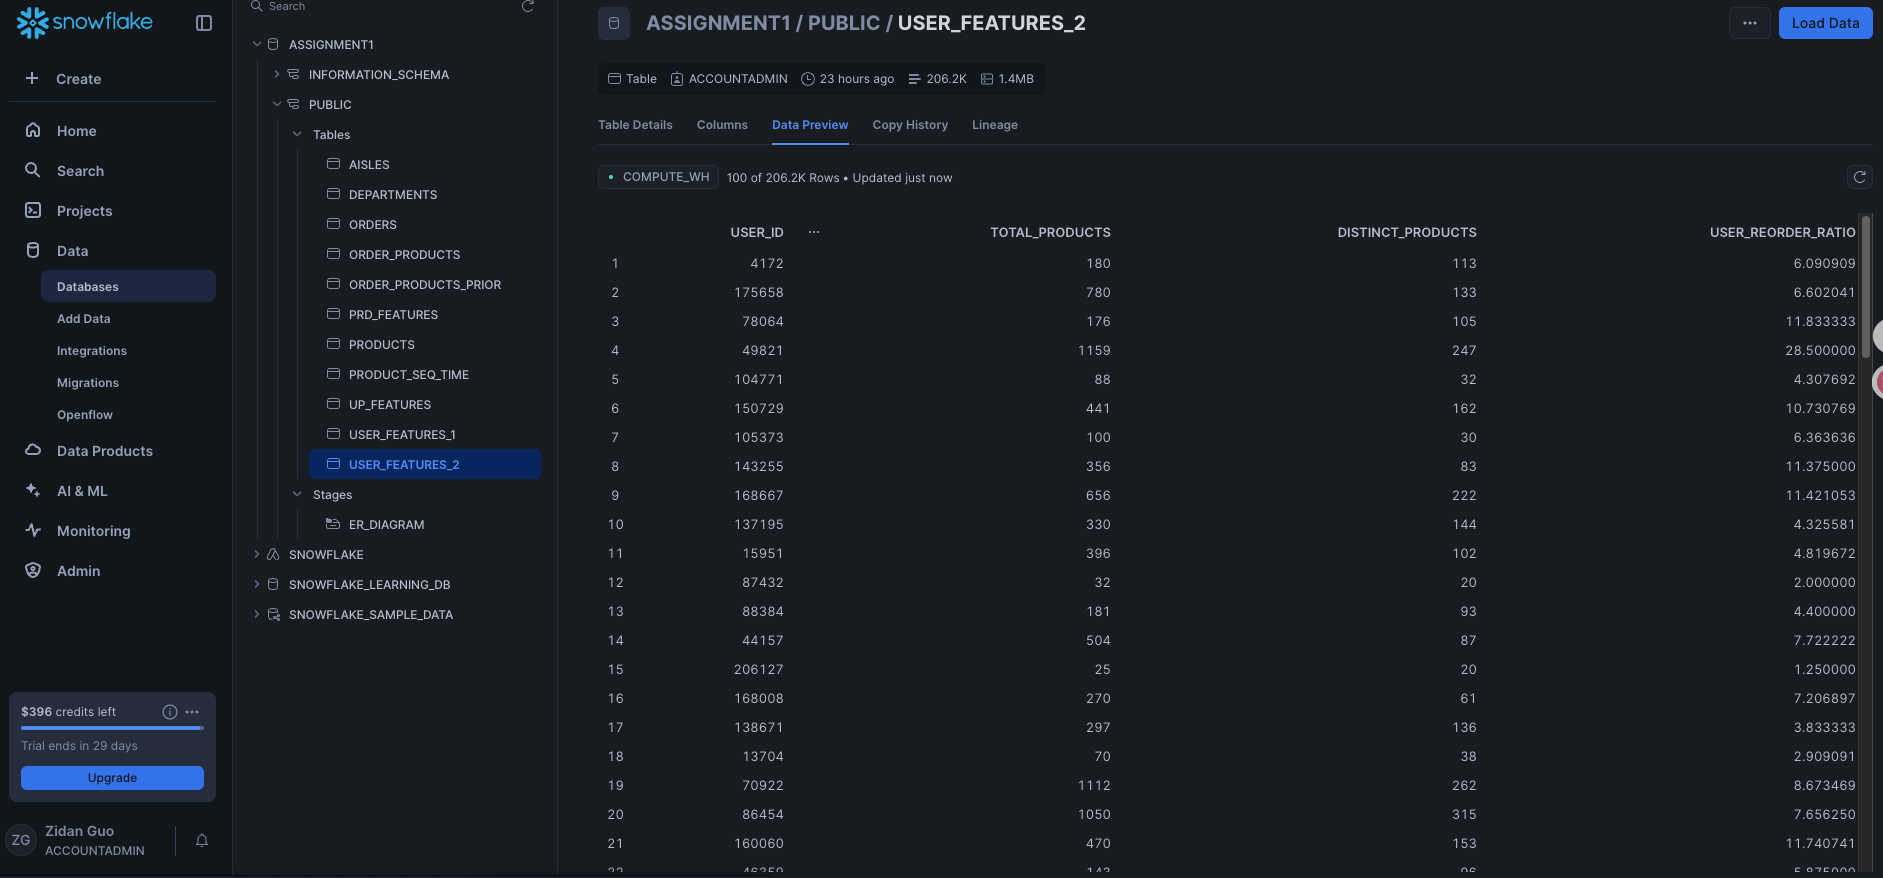 snowflake
Create
Home
Search
Projects
Data
Databases
Add Data
Integrations
Migrations
Openflow
Data Products
AI & ML
Monitoring
Admin
$396 credits left
Trial ends in 29 days
Upgrade
ZG
Zidan Guo
ACCOUNTADMIN
Search
ASSIGNMENT1
INFORMATION_SCHEMA
PUBLIC
Tables
AISLES
DEPARTMENTS
ORDERS
ORDER_PRODUCTS
ORDER_PRODUCTS_PRIOR
PRD_FEATURES
PRODUCTS
PRODUCT_SEQ_TIME
UP_FEATURES
USER_FEATURES_1
USER_FEATURES_2
Stages
ER_DIAGRAM
SNOWFLAKE
SNOWFLAKE_LEARNING_DB
SNOWFLAKE_SAMPLE_DATA
ASSIGNMENT1 / PUBLIC / USER_FEATURES_2
... Load Data
Table ACCOUNTADMIN 23 hours ago 206.2K 1.4MB
Table Details Columns Data Preview Copy History Lineage
COMPUTE_WH 100 of 206.2K Rows • Updated just now
USER_ID ... TOTAL_PRODUCTS DISTINCT_PRODUCTS USER_REORDER_RATIO
1 4172 180 113 6.090909
2 175658 780 133 6.602041
3 78064 176 105 11.833333
4 49821 1159 247 28.500000
5 104771 88 32 4.307692
6 150729 441 162 10.730769
7 105373 100 30 6.363636
8 143255 356 83 11.375000
9 168667 656 222 11.421053
10 137195 330 144 4.325581
11 15951 396 102 4.819672
12 87432 32 20 2.000000
13 88384 181 93 4.400000
14 44157 504 87 7.722222
15 206127 25 20 1.250000
16 168008 270 61 7.206897
17 138671 297 136 3.833333
18 13704 70 38 2.909091
19 70922 1112 262 8.673469
20 86454 1050 315 7.656250
21 160060 470 153 11.740741